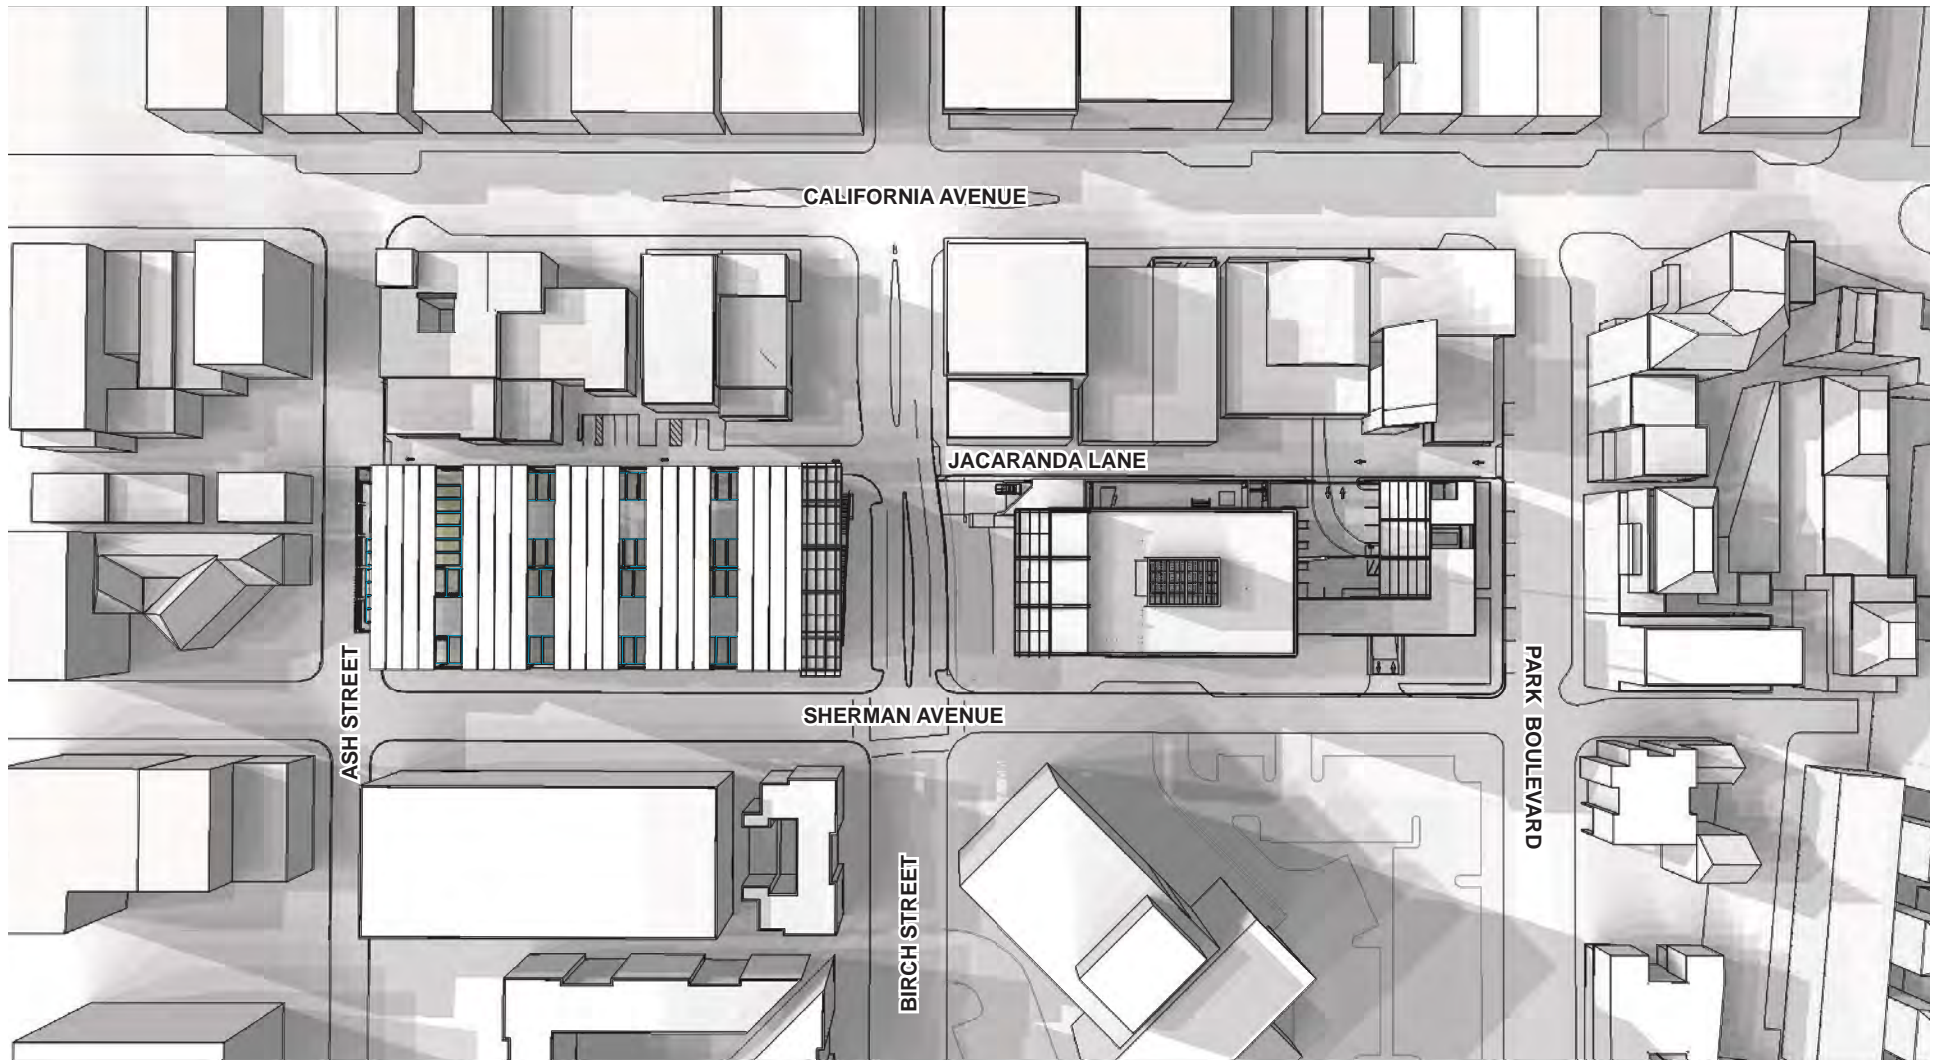 CALIFORNIA AVENUE
JACARANDA LANE
ASH STREET
SHERMAN AVENUE
PARK BOULEVARD
BIRCH STREET